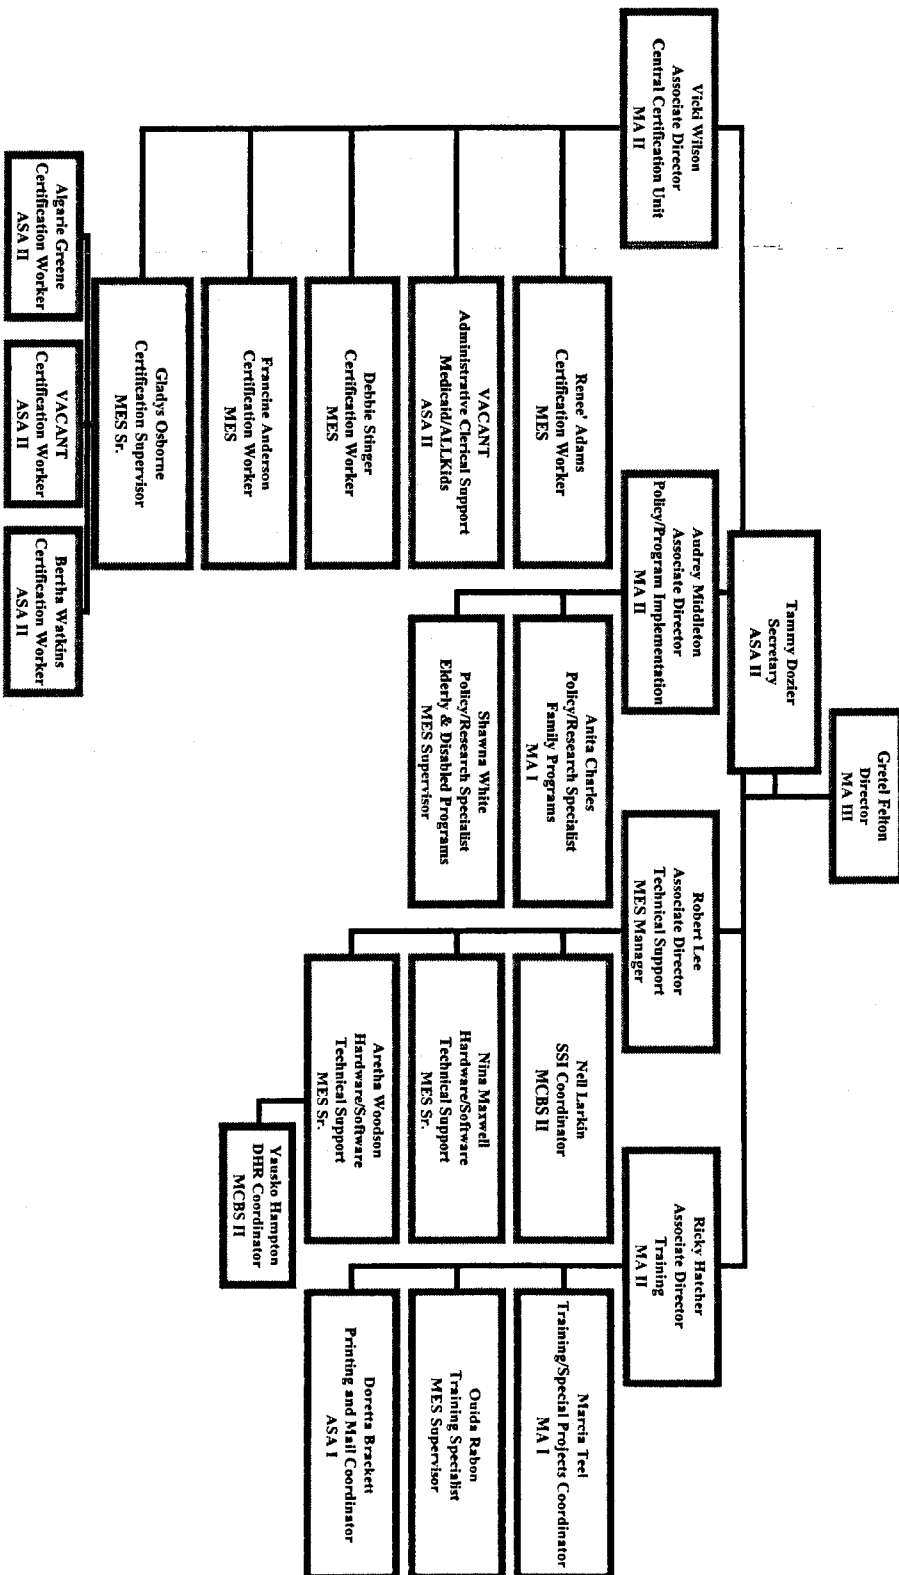 Gretel Felton
Director
MA III
Tammy Dozier
Secretary
ASA II
Vicki Wilson
Associate Director
Central Certification Unit
MA II
Audrey Middleton
Associate Director
Policy/Program Implementation
MA II
Robert Lee
Associate Director
Technical Support
MES Manager
Ricky Hatcher
Associate Director
Training
MA II
Renee' Adams
Certification Worker
MES
VACANT
Administrative Clerical Support
Medicaid/ALLKids
ASA II
Debbie Stinger
Certification Worker
MES
Francine Anderson
Certification Worker
MES
Gladys Osborne
Certification Supervisor
MES Sr.
Algarie Greene
Certification Worker
ASA II
VACANT
Certification Worker
ASA II
Bertha Watkins
Certification Worker
ASA II
Anita Charles
Policy/Research Specialist
Family Programs
MA I
Shawna White
Policy/Research Specialist
Elderly & Disabled Programs
MES Supervisor
Nell Larkin
SSI Coordinator
MCBS II
Nina Maxwell
Hardware/Software
Technical Support
MES Sr.
Aretha Woodson
Hardware/Software
Technical Support
MES Sr.
Yausko Hampton
DHR Coordinator
MCBS II
Marcia Teel
Training/Special Projects Coordinator
MA I
Ouida Rabon
Training Specialist
MES Supervisor
Doretta Brackett
Printing and Mail Coordinator
ASA I